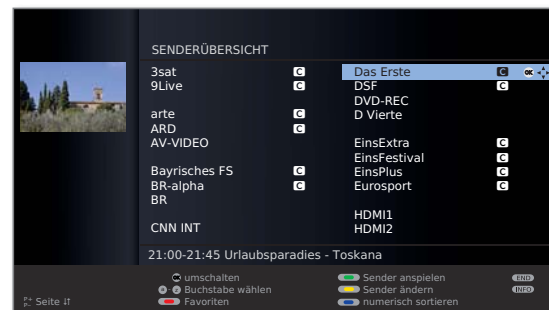 SENDERÜBERSICHT
3sat C
9Live C
arte C
ARD C
AV-VIDEO
Bayrisches FS C
BR-alpha C
BR
CNN INT
Das Erste C OK
DSF C
DVD-REC
D Vierte
EinsExtra C
EinsFestival C
EinsPlus C
Eurosport C
HDMI1
HDMI2
21:00-21:45 Urlaubsparadies - Toskana
OK umschalten
Buchstabe wählen
Favoriten
Sender anspielen
Sender ändern
numerisch sortieren
END
INFO
P+
P- Seite